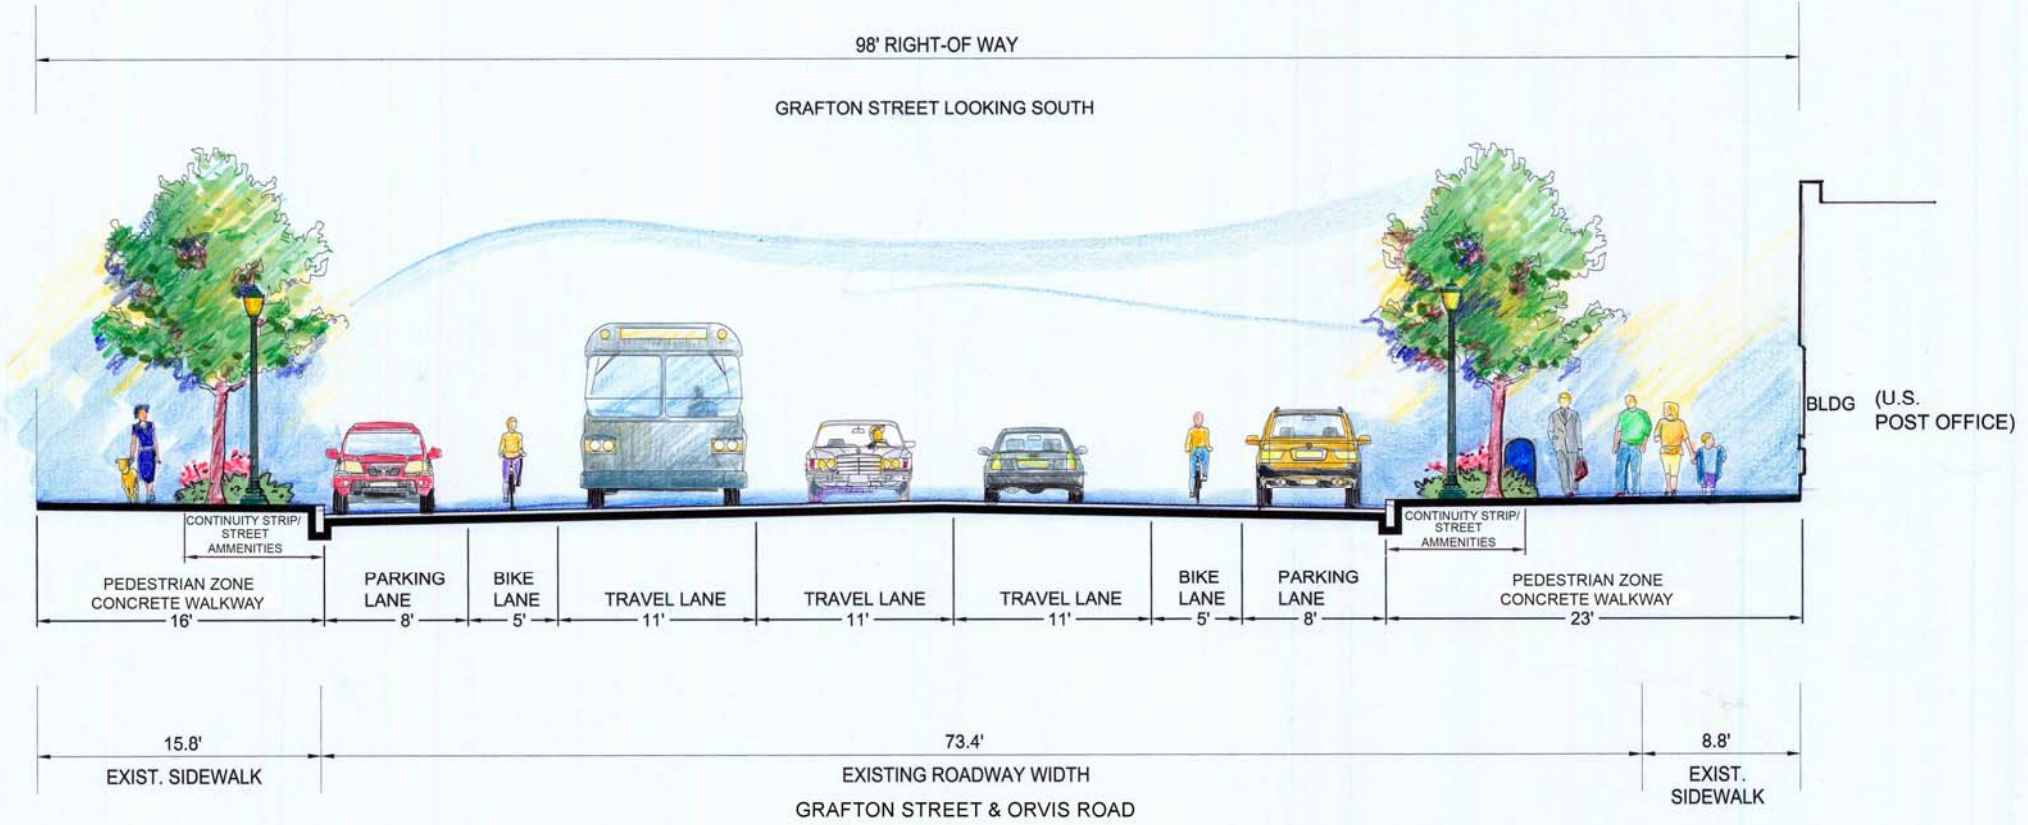 98' RIGHT-OF WAY
GRAFTON STREET LOOKING SOUTH
BLDG
(U.S.
POST OFFICE)
CONTINUITY STRIP/
STREET
AMMENITIES
CONTINUITY STRIP/
STREET
AMMENITIES
PEDESTRIAN ZONE
CONCRETE WALKWAY
16'
PARKING
LANE
8'
BIKE
LANE
5'
TRAVEL LANE
11'
TRAVEL LANE
11'
TRAVEL LANE
11'
BIKE
LANE
5'
PARKING
LANE
8'
PEDESTRIAN ZONE
CONCRETE WALKWAY
23'
15.8'
EXIST. SIDEWALK
73.4'
EXISTING ROADWAY WIDTH
8.8'
EXIST.
SIDEWALK
GRAFTON STREET & ORVIS ROAD